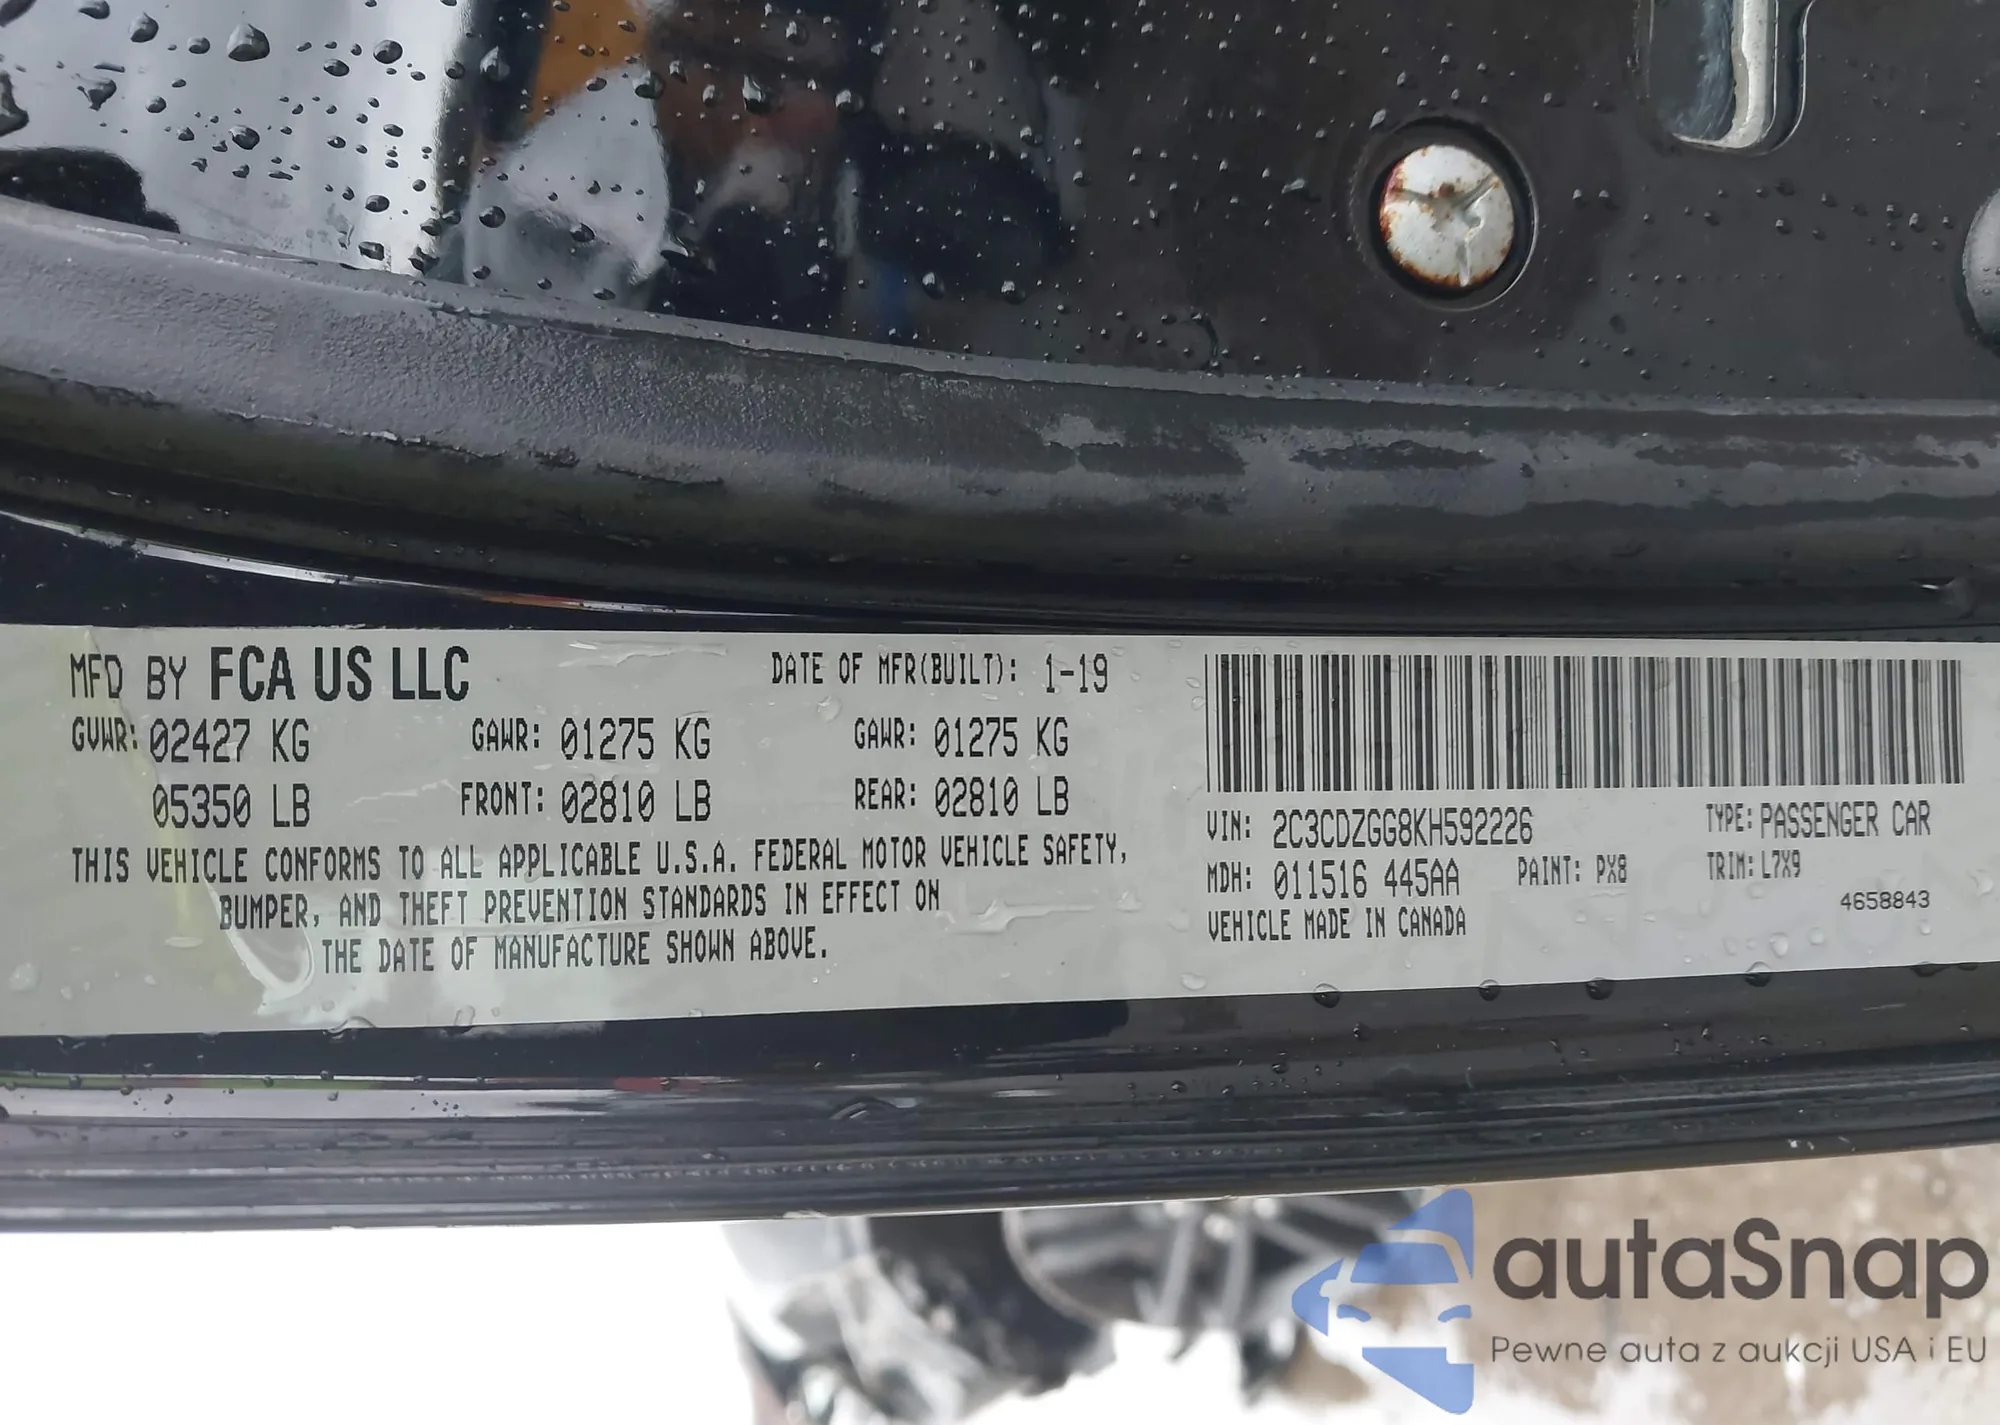 MFD BY FCA US LLC DATE OF MFR(BUILT): 1-19
GVWR: 02427 KG GAWR: 01275 KG GAWR: 01275 KG
05350 LB FRONT: 02810 LB REAR: 02810 LB
THIS VEHICLE CONFORMS TO ALL APPLICABLE U.S.A. FEDERAL MOTOR VEHICLE SAFETY,
BUMPER, AND THEFT PREVENTION STANDARDS IN EFFECT ON
THE DATE OF MANUFACTURE SHOWN ABOVE.
VIN: 2C3CDZGG8KH592226 TYPE: PASSENGER CAR
MDH: 011516 445AA PAINT: PX8 TRIM: L7X9
VEHICLE MADE IN CANADA 4658843
autaSnap
Pewne auta z aukcji USA i EU